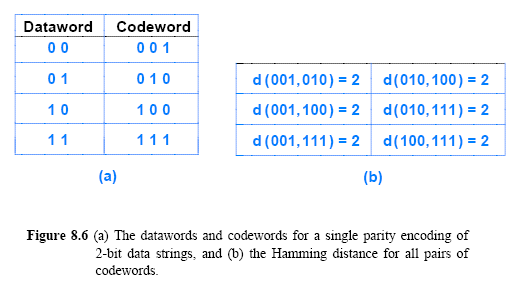 Dataword Codeword
0 0 0 0 1
0 1 0 1 0
1 0 1 0 0
1 1 1 1 1
(a)
d(001,010) = 2 d(010,100) = 2
d(001,100) = 2 d(010,111) = 2
d(001,111) = 2 d(100,111) = 2
(b)
Figure 8.6 (a) The datawords and codewords for a single parity encoding of
2-bit data strings, and (b) the Hamming distance for all pairs of
codewords.